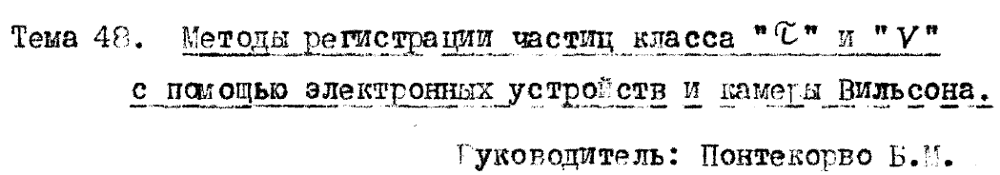 Тема 48. Методы регистрации частиц класса "τ" и "V"
с помощью электронных устройств и камеры Вильсона.
Руководитель: Понтекорво Б.М.